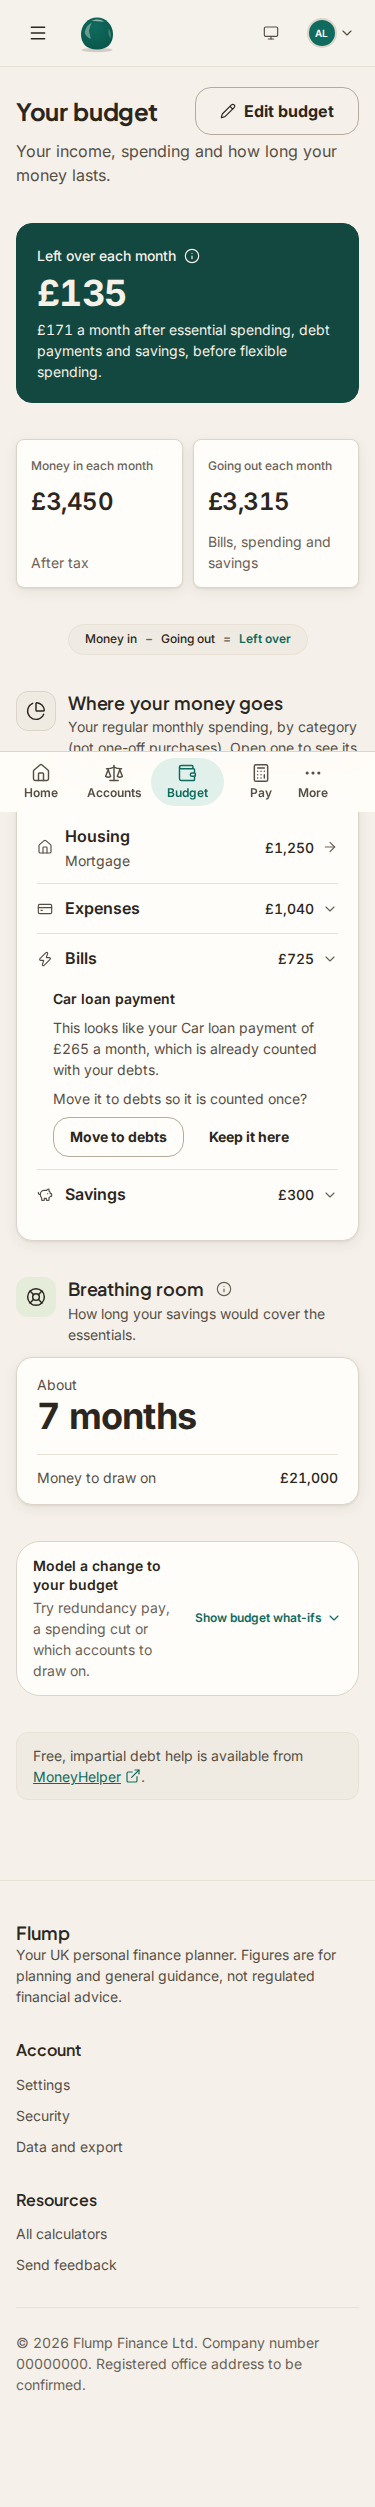 AL
Your budget
Edit budget
Your income, spending and how long your
money lasts.
Left over each month
£135
£171 a month after essential spending, debt
payments and savings, before flexible
spending.
Money in each month
£3,450
After tax
Going out each month
£3,315
Bills, spending and
savings
Money in − Going out = Left over
Where your money goes
Your regular monthly spending, by category
(not one-off purchases). Open one to see its
Home
Accounts
Budget
Pay
More
Housing
Mortgage
£1,250
Expenses
£1,040
Bills
£725
Car loan payment
This looks like your Car loan payment of
£265 a month, which is already counted
with your debts.
Move it to debts so it is counted once?
Move to debts
Keep it here
Savings
£300
Breathing room
How long your savings would cover the
essentials.
About
7 months
Money to draw on
£21,000
Model a change to
your budget
Try redundancy pay,
a spending cut or
which accounts to
draw on.
Show budget what-ifs
Free, impartial debt help is available from
MoneyHelper.
Flump
Your UK personal finance planner. Figures are for
planning and general guidance, not regulated
financial advice.
Account
Settings
Security
Data and export
Resources
All calculators
Send feedback
© 2026 Flump Finance Ltd. Company number
00000000. Registered office address to be
confirmed.